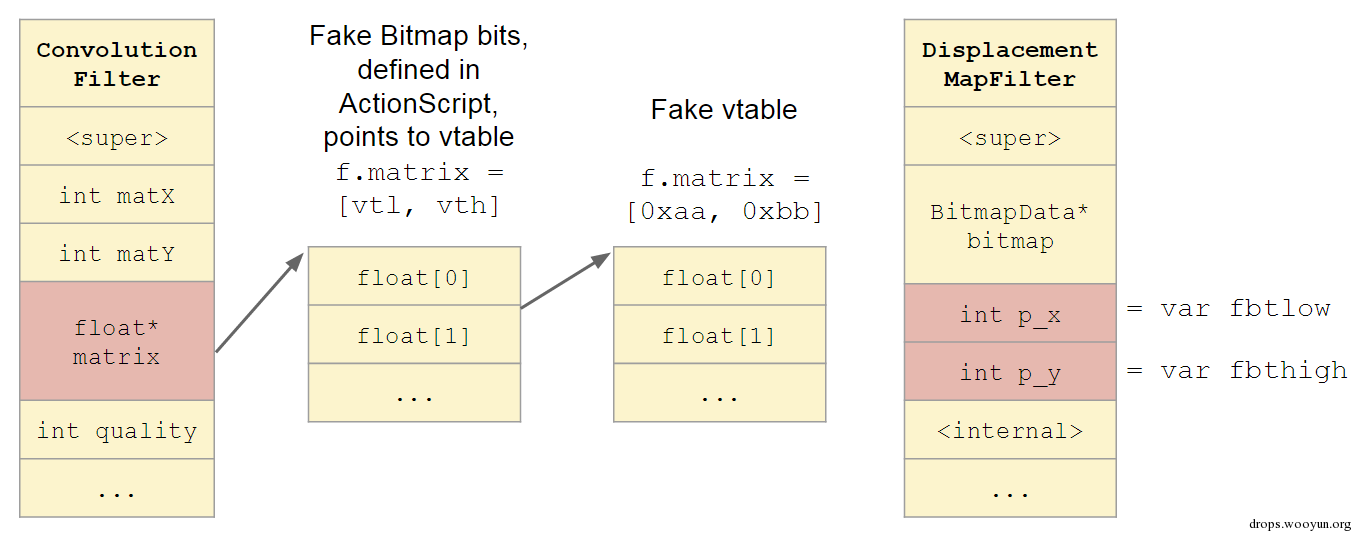 Convolution
Filter
<super>
int matX
int matY
float*
matrix
int quality
...
Fake Bitmap bits,
defined in
ActionScript,
points to vtable
f.matrix =
[vtl, vth]
float[0]
float[1]
...
Fake vtable
f.matrix =
[0xaa, 0xbb]
float[0]
float[1]
...
Displacement
MapFilter
<super>
BitmapData*
bitmap
int p_x
= var fbtlow
int p_y
= var fbthigh
<internal>
...
drops.wooyun.org